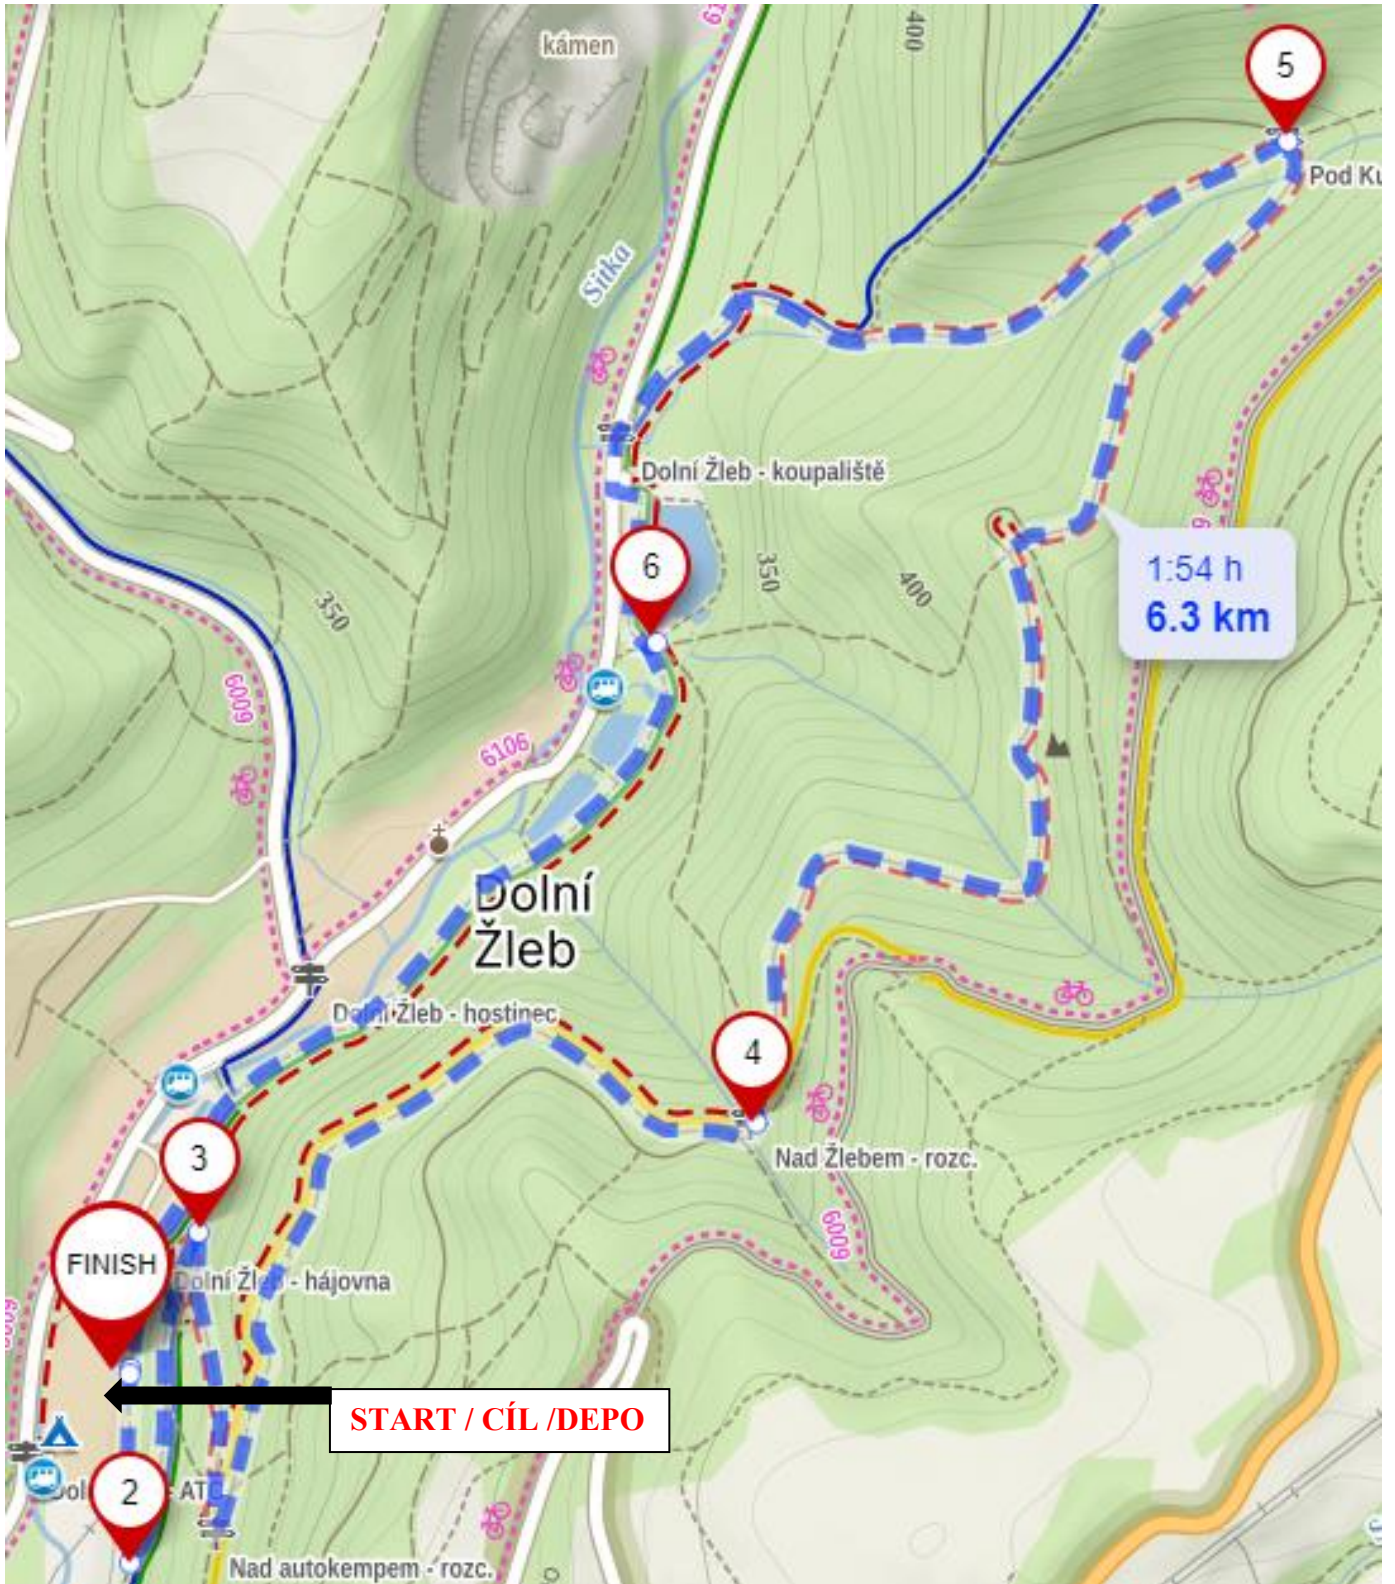 400
kámen
5
Pod Ku
Sitka
Dolní Žleb - koupaliště
6
350
400
1:54 h
6.3 km
350
6009
6106
Dolní
Žleb
Dolní Žleb - hostinec
4
3
Nad Žlebem - rozc.
6009
FINISH
Dolní Žleb - hájovna
START / CÍL /DEPO
2
ATC
Nad autokempem - rozc.